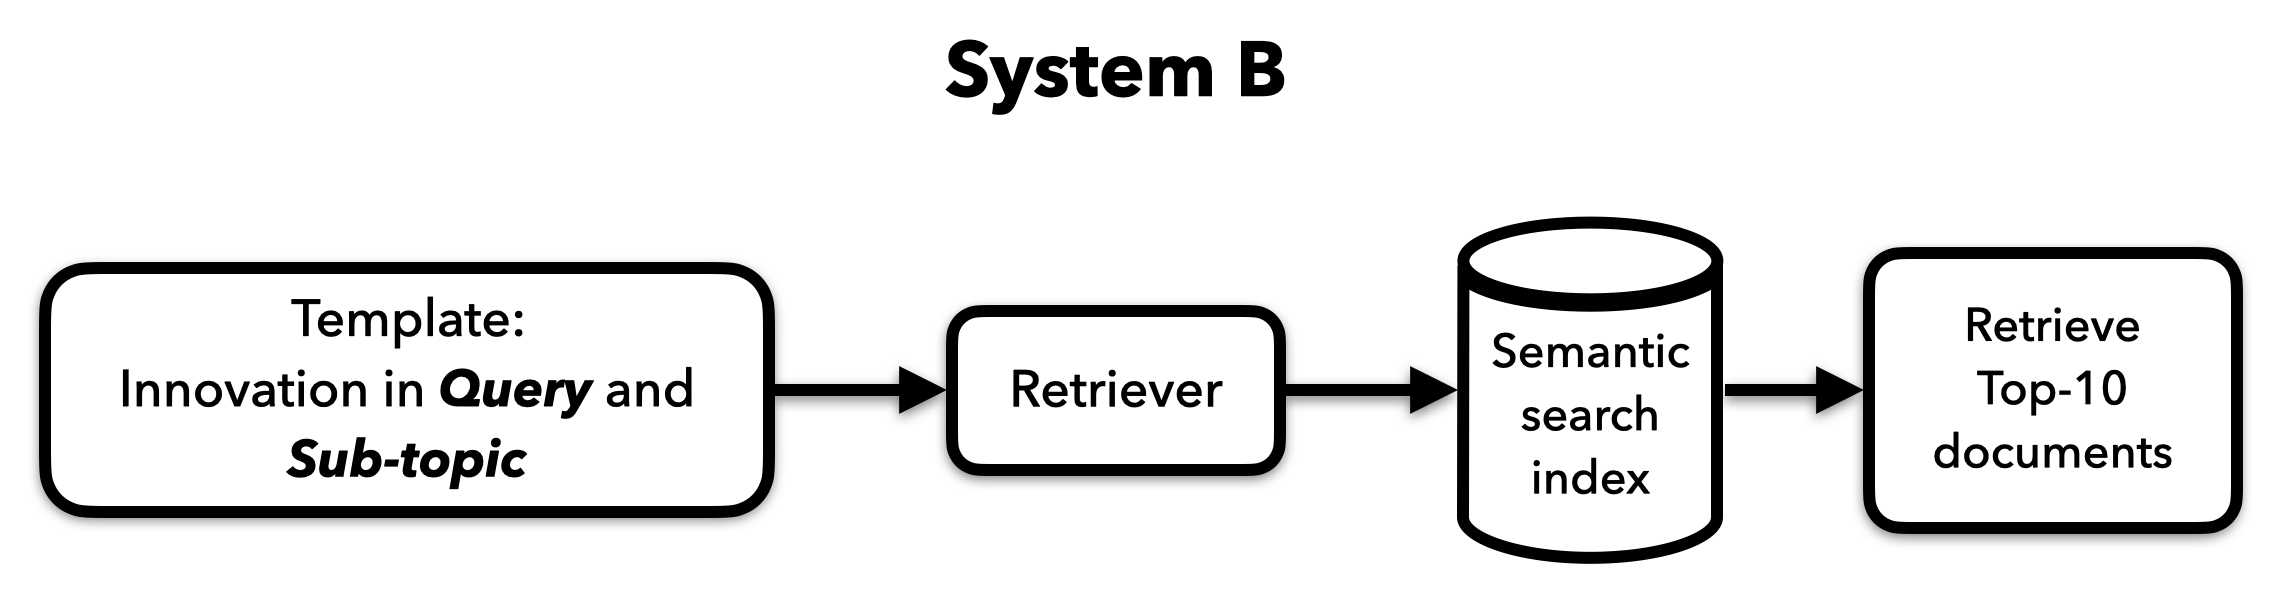 System B
Template:
Innovation in Query and
Sub-topic
Retriever
Semantic
search
index
Retrieve
Top-10
documents